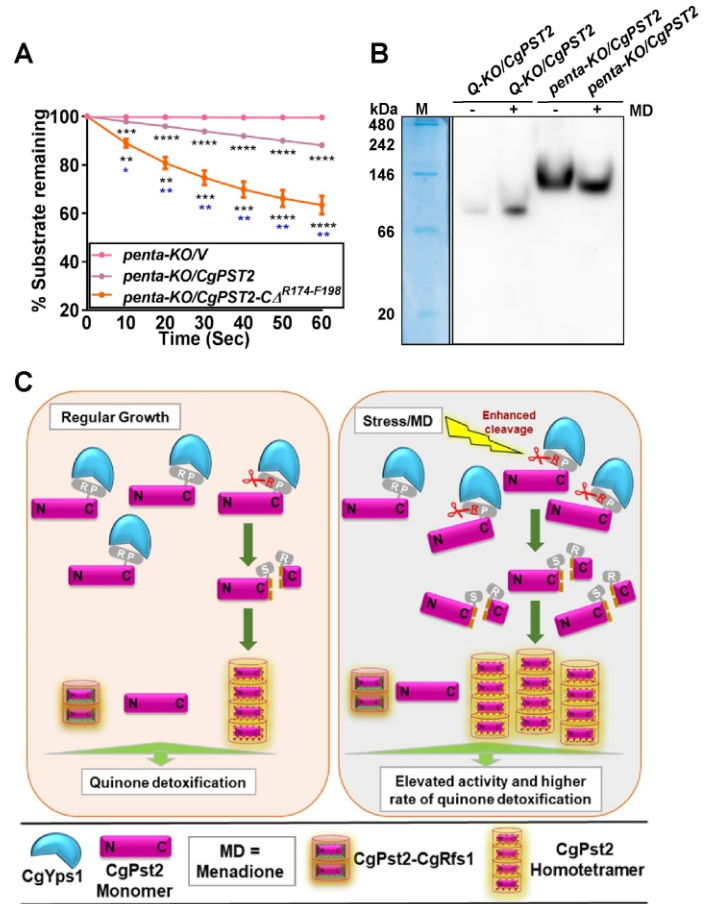 A
100
80
60
40
20
% Substrate remaining
*** **** **** **** **** ****
** ** *** *** **** ****
* ** ** ** ** **
penta-KO/V
penta-KO/CgPST2
penta-KO/CgPST2-CΔR174-F198
0 10 20 30 40 50 60
Time (Sec)
B
Q-KO/CgPST2
Q-KO/CgPST2
penta-KO/CgPST2
penta-KO/CgPST2
kDa M - + - + MD
480
242
146
66
20
C
Regular Growth
R P
N C
R P
N C
R P
N C
R P
N C
S R
N C
N C
Quinone detoxification
Stress/MD
Enhanced
cleavage
R P
N C
R P
N C
R P
N C
R P
N C
S R
N C
S R
N C
S R
N C
N C
Elevated activity and higher
rate of quinone detoxification
CgYps1
N C
CgPst2
Monomer
MD =
Menadione
CgPst2-CgRfs1
CgPst2
Homotetramer